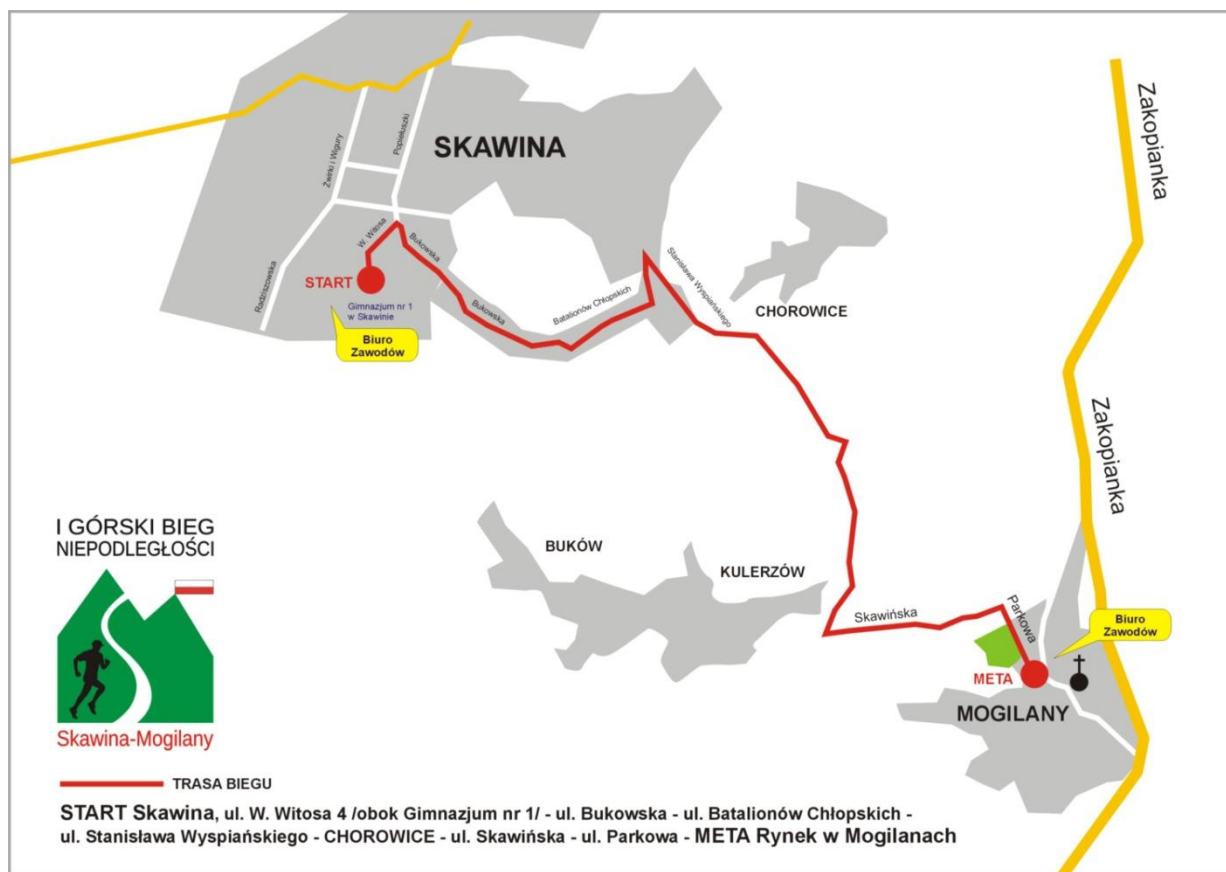 Zakopianka
Żwirki i Wigury
Popiełuszki
SKAWINA
W. Witosa
Bukowska
Radziszowska
START
Gimnazjum nr 1
w Skawinie
Biuro
Zawodów
Bukowska
Batalionów Chłopskich
Stanisława Wyspiańskiego
CHOROWICE
Zakopianka
I GÓRSKI BIEG
NIEPODLEGŁOŚCI
Skawina-Mogilany
BUKÓW
KULERZÓW
Skawińska
Parkowa
Biuro
Zawodów
META
MOGILANY
TRASA BIEGU
START Skawina, ul. W. Witosa 4 /obok Gimnazjum nr 1/ - ul. Bukowska - ul. Batalionów Chłopskich -
ul. Stanisława Wyspiańskiego - CHOROWICE - ul. Skawińska - ul. Parkowa - META Rynek w Mogilanach